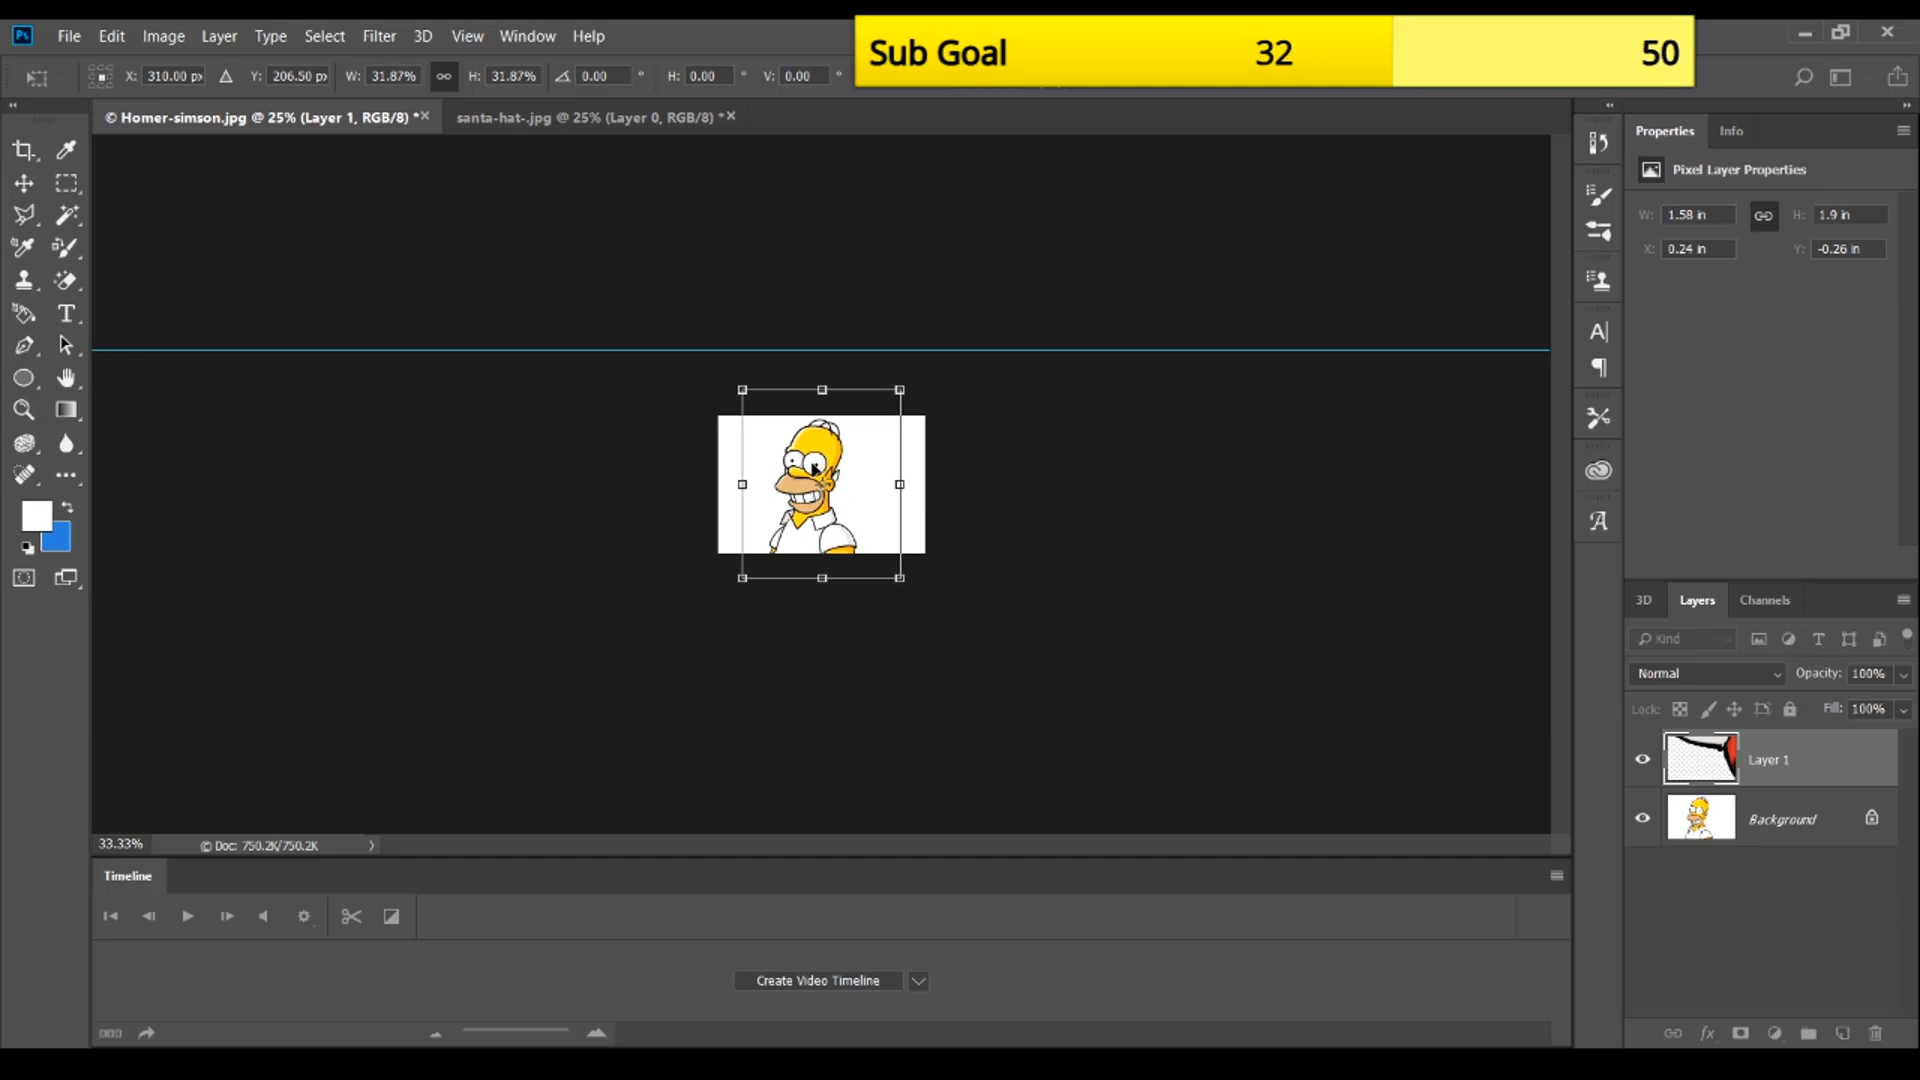 Ps File Edit Image Layer Type Select Filter 3D View Window Help
Sub Goal 32 50
X: 310.00 px Y: 206.50 px W: 31.87% H: 31.87% 0.00 ° H: 0.00 ° V: 0.00 °
© Homer-simson.jpg @ 25% (Layer 1, RGB/8) * santa-hat-.jpg @ 25% (Layer 0, RGB/8) *
Properties Info
Pixel Layer Properties
W: 1.58 in H: 1.9 in
X: 0.24 in Y: -0.26 in
3D Layers Channels
Kind
Normal Opacity: 100%
Lock: Fill: 100%
Layer 1
Background
33.33% © Doc: 750.2K/750.2K
Timeline
Create Video Timeline
fx